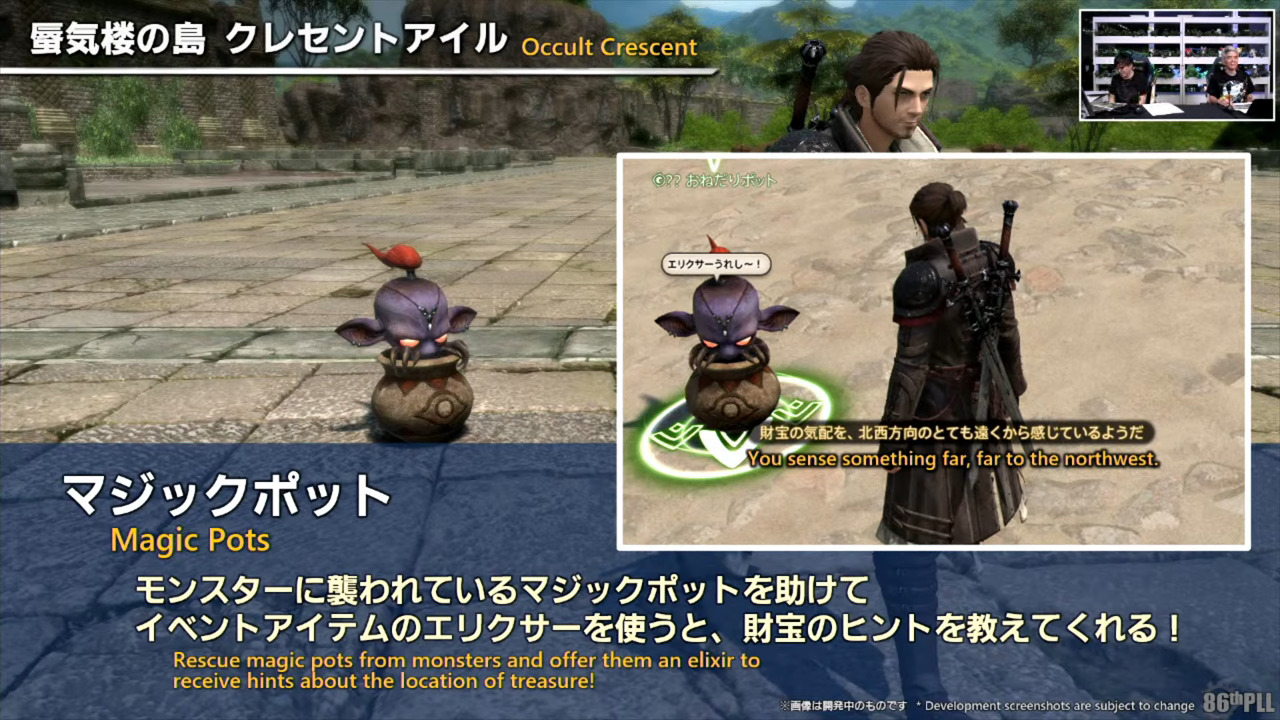 蜃気楼の島 クレセントアイル Occult Crescent
?? おねだりポット
エリクサーうれし～！
財宝の気配を、北西方向のとても遠くから感じているようだ
You sense something far, far to the northwest.
マジックポット
Magic Pots
モンスターに襲われているマジックポットを助けて
イベントアイテムのエリクサーを使うと、財宝のヒントを教えてくれる！
Rescue magic pots from monsters and offer them an elixir to
receive hints about the location of treasure!
※画像は開発中のものです * Development screenshots are subject to change 86thPLL